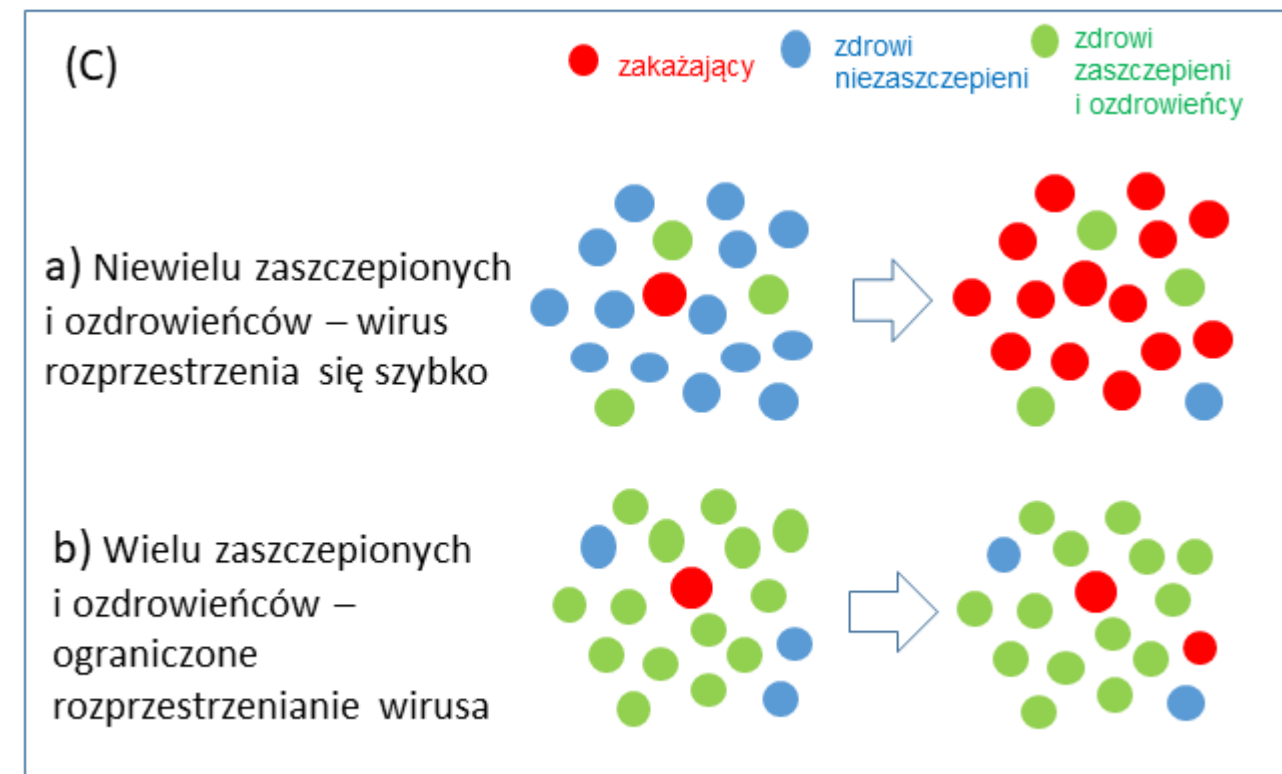 (C)
zakażający
zdrowi
niezaszczepieni
zdrowi
zaszczepieni
i ozdrowieńcy
a) Niewielu zaszczepionych
i ozdrowieńców – wirus
rozprzestrzenia się szybko
b) Wielu zaszczepionych
i ozdrowieńców –
ograniczone
rozprzestrzenianie wirusa